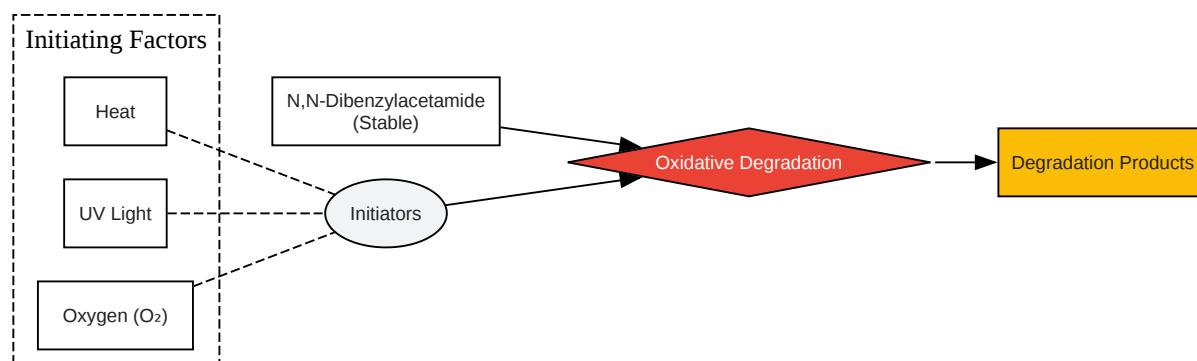 Initiating Factors
Heat
N,N-Dibenzylacetamide
(Stable)
Oxidative Degradation
Degradation Products
UV Light
Initiators
Oxygen (O₂)